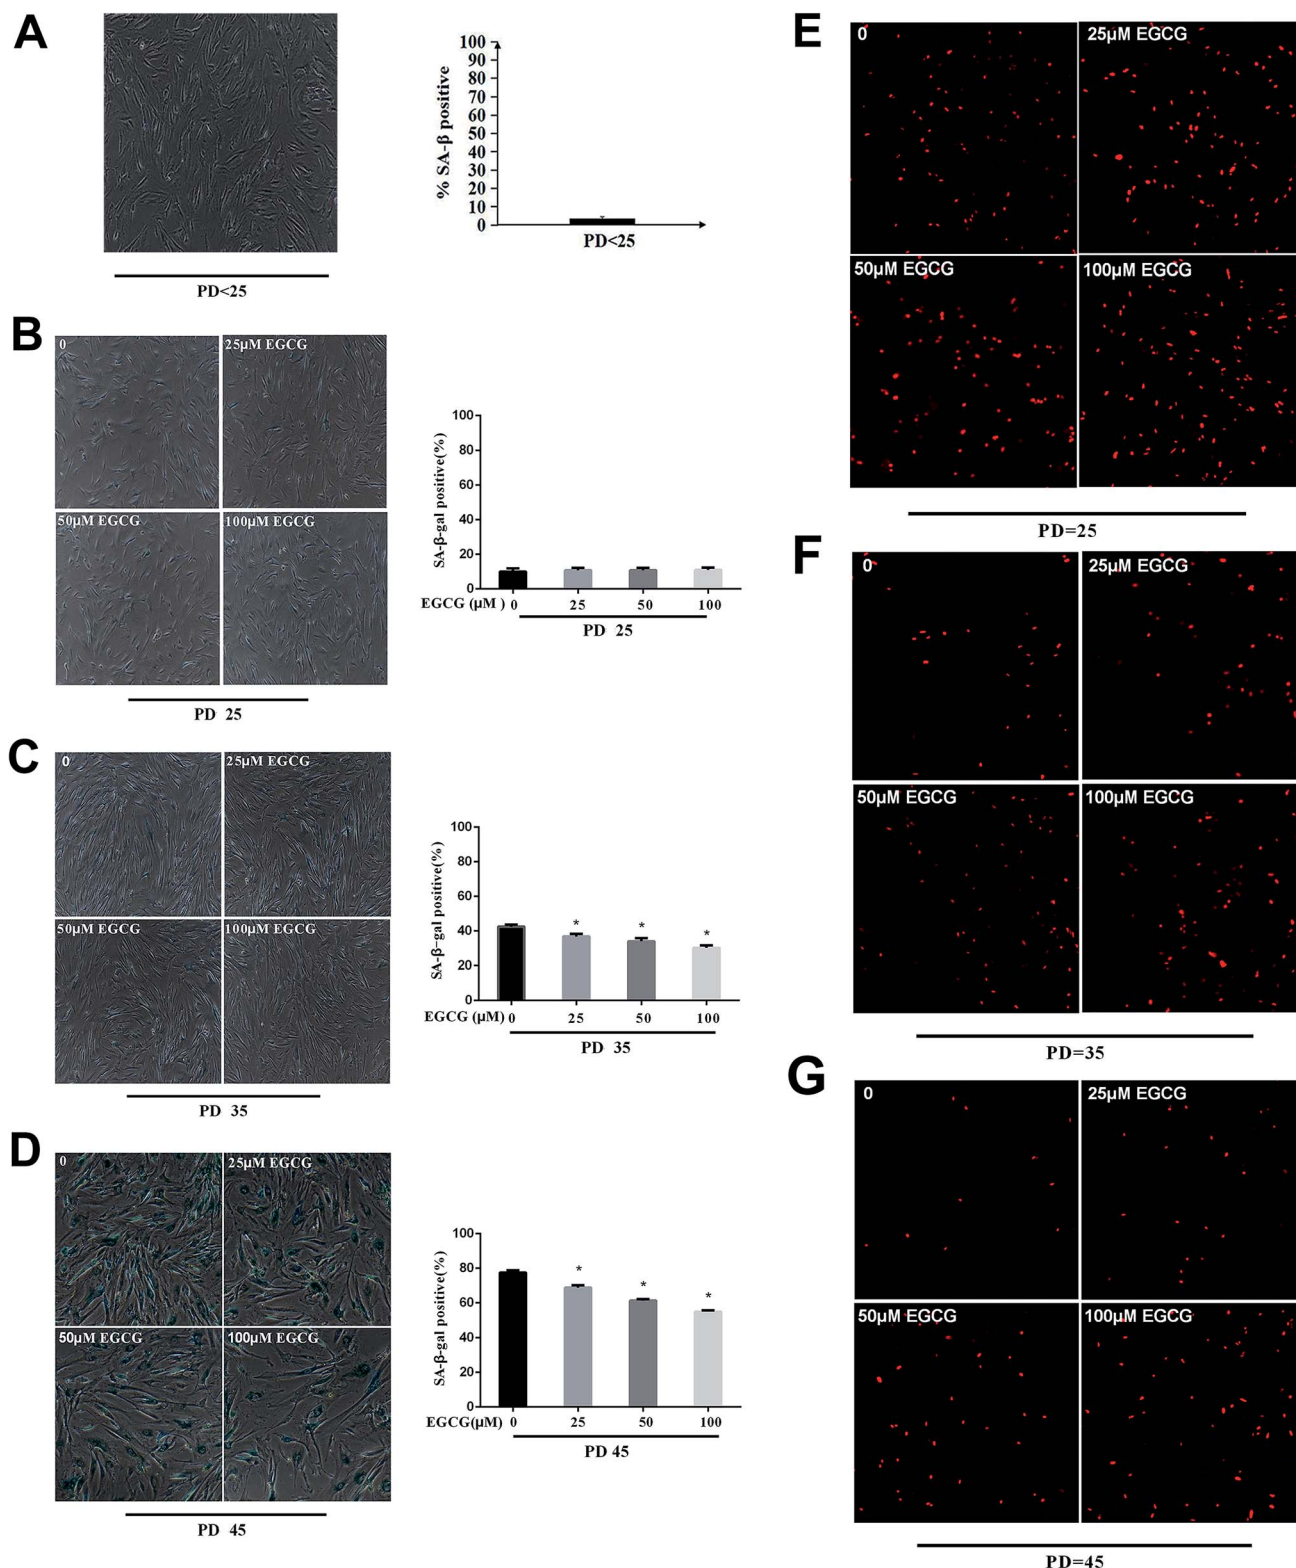 A
100
90
80
70
60
50
40
30
20
10
0
% SA-β positive
PD<25
PD<25
B
0
25μM EGCG
50μM EGCG
100μM EGCG
PD 25
SA-β-gal positive(%)
100
80
60
40
20
0
EGCG (μM ) 0 25 50 100
PD 25
C
0
25μM EGCG
50μM EGCG
100μM EGCG
PD 35
SA-β-gal positive(%)
100
80
60
40
20
0
* * *
EGCG (μM) 0 25 50 100
PD 35
D
0
25μM EGCG
50μM EGCG
100μM EGCG
PD 45
SA-β-gal positive(%)
100
80
60
40
20
0
* * *
EGCG(μM) 0 25 50 100
PD 45
E
0
25μM EGCG
50μM EGCG
100μM EGCG
PD=25
F
0
25μM EGCG
50μM EGCG
100μM EGCG
PD=35
G
0
25μM EGCG
50μM EGCG
100μM EGCG
PD=45